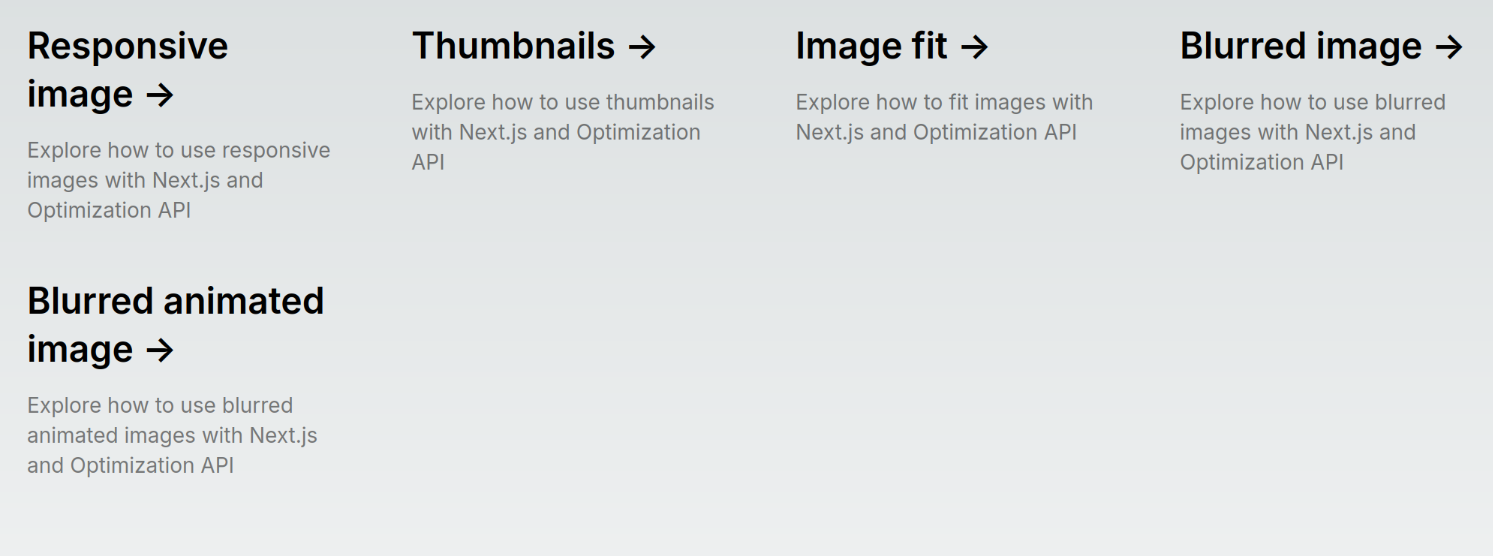 Responsive
image →
Explore how to use responsive
images with Next.js and
Optimization API
Thumbnails →
Explore how to use thumbnails
with Next.js and Optimization
API
Image fit →
Explore how to fit images with
Next.js and Optimization API
Blurred image →
Explore how to use blurred
images with Next.js and
Optimization API
Blurred animated
image →
Explore how to use blurred
animated images with Next.js
and Optimization API